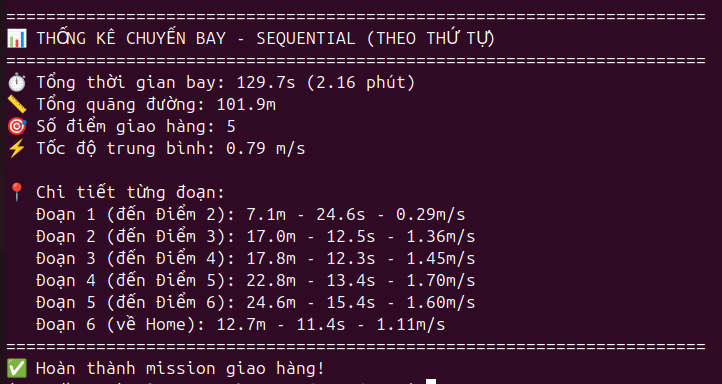 ======================================================================
📊 THỐNG KÊ CHUYẾN BAY - SEQUENTIAL (THEO THỨ TỰ)
======================================================================
⏱️ Tổng thời gian bay: 129.7s (2.16 phút)
📏 Tổng quãng đường: 101.9m
🎯 Số điểm giao hàng: 5
⚡ Tốc độ trung bình: 0.79 m/s
📍 Chi tiết từng đoạn:
Đoạn 1 (đến Điểm 2): 7.1m - 24.6s - 0.29m/s
Đoạn 2 (đến Điểm 3): 17.0m - 12.5s - 1.36m/s
Đoạn 3 (đến Điểm 4): 17.8m - 12.3s - 1.45m/s
Đoạn 4 (đến Điểm 5): 22.8m - 13.4s - 1.70m/s
Đoạn 5 (đến Điểm 6): 24.6m - 15.4s - 1.60m/s
Đoạn 6 (về Home): 12.7m - 11.4s - 1.11m/s
======================================================================
✅ Hoàn thành mission giao hàng!